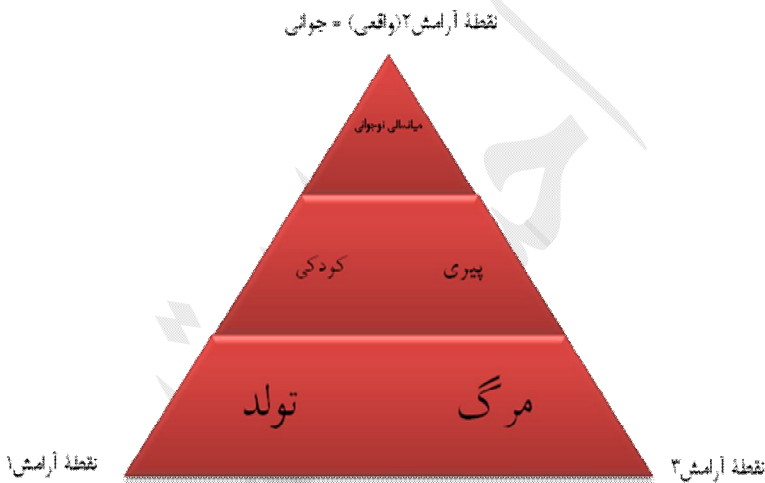 نقطهٔ آرامش۲(واقعی) = جوانی
میانسالی نوجوانی
پیری کودکی
مرگ تولد
نقطهٔ آرامش۳ نقطهٔ آرامش۱